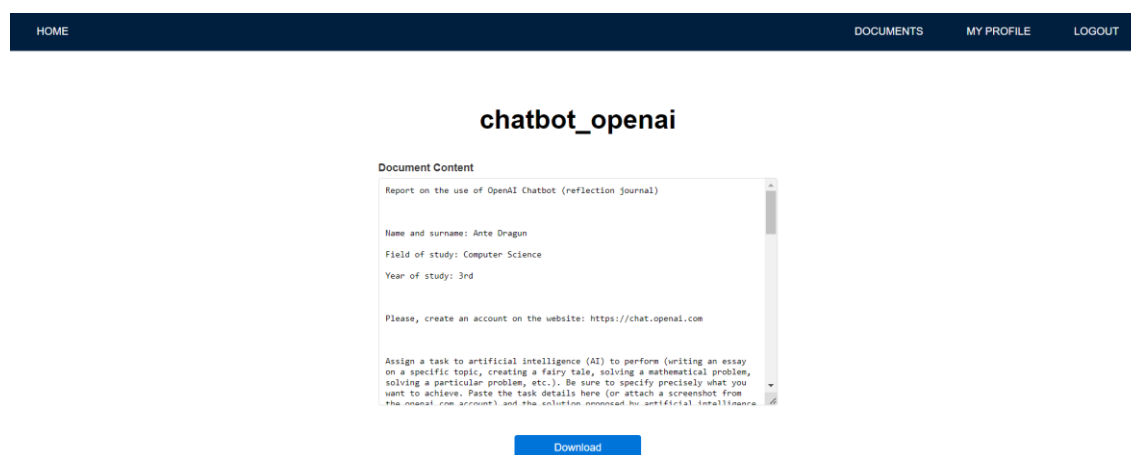 HOME DOCUMENTS MY PROFILE LOGOUT
chatbot_openai
Document Content
Report on the use of OpenAI Chatbot (reflection journal)
Name and surname: Ante Dragun
Field of study: Computer Science
Year of study: 3rd
Please, create an account on the website: https://chat.openai.com
Assign a task to artificial intelligence (AI) to perform (writing an essay
on a specific topic, creating a fairy tale, solving a mathematical problem,
solving a particular problem, etc.). Be sure to specify precisely what you
want to achieve. Paste the task details here (or attach a screenshot from
the openai.com account) and the solution proposed by artificial intelligence
Download